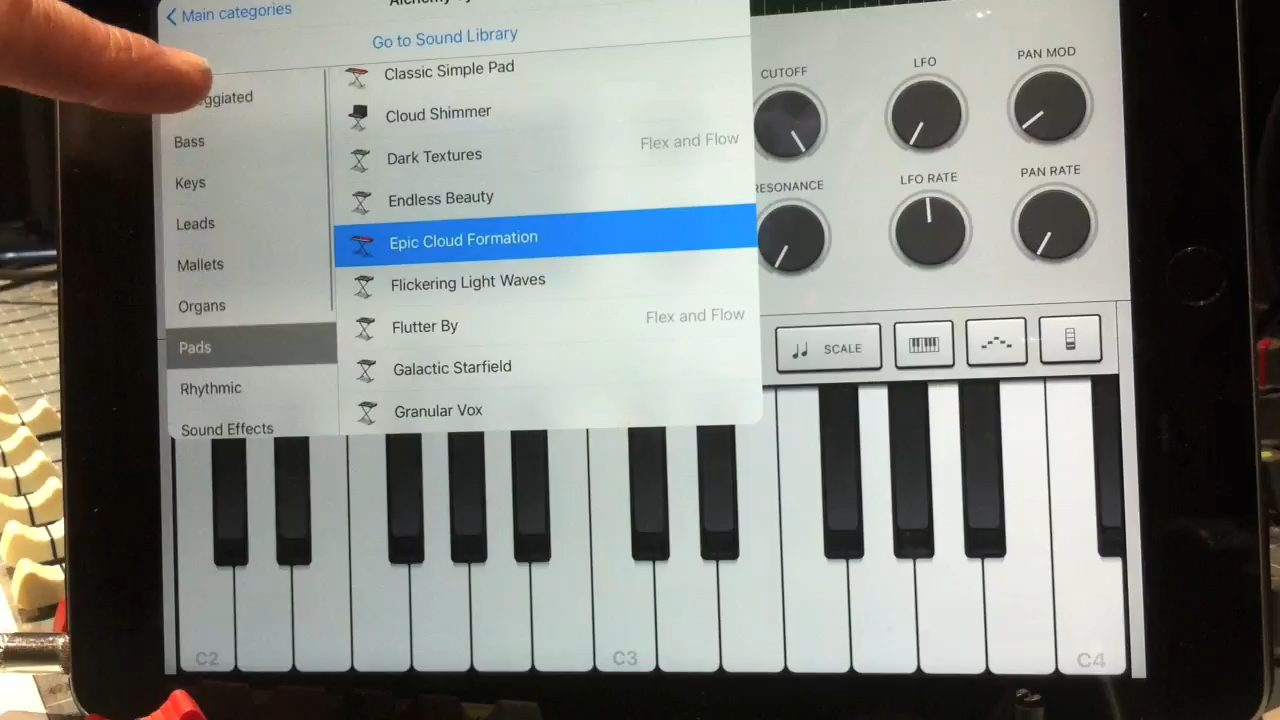 Main categories
Go to Sound Library
Bass
Keys
Leads
Mallets
Organs
Pads
Rhythmic
Sound Effects
Classic Simple Pad
Cloud Shimmer
Dark Textures
Flex and Flow
Endless Beauty
Epic Cloud Formation
Flickering Light Waves
Flutter By
Flex and Flow
Galactic Starfield
Granular Vox
CUTOFF
LFO
PAN MOD
RESONANCE
LFO RATE
PAN RATE
SCALE
C2
C3
C4